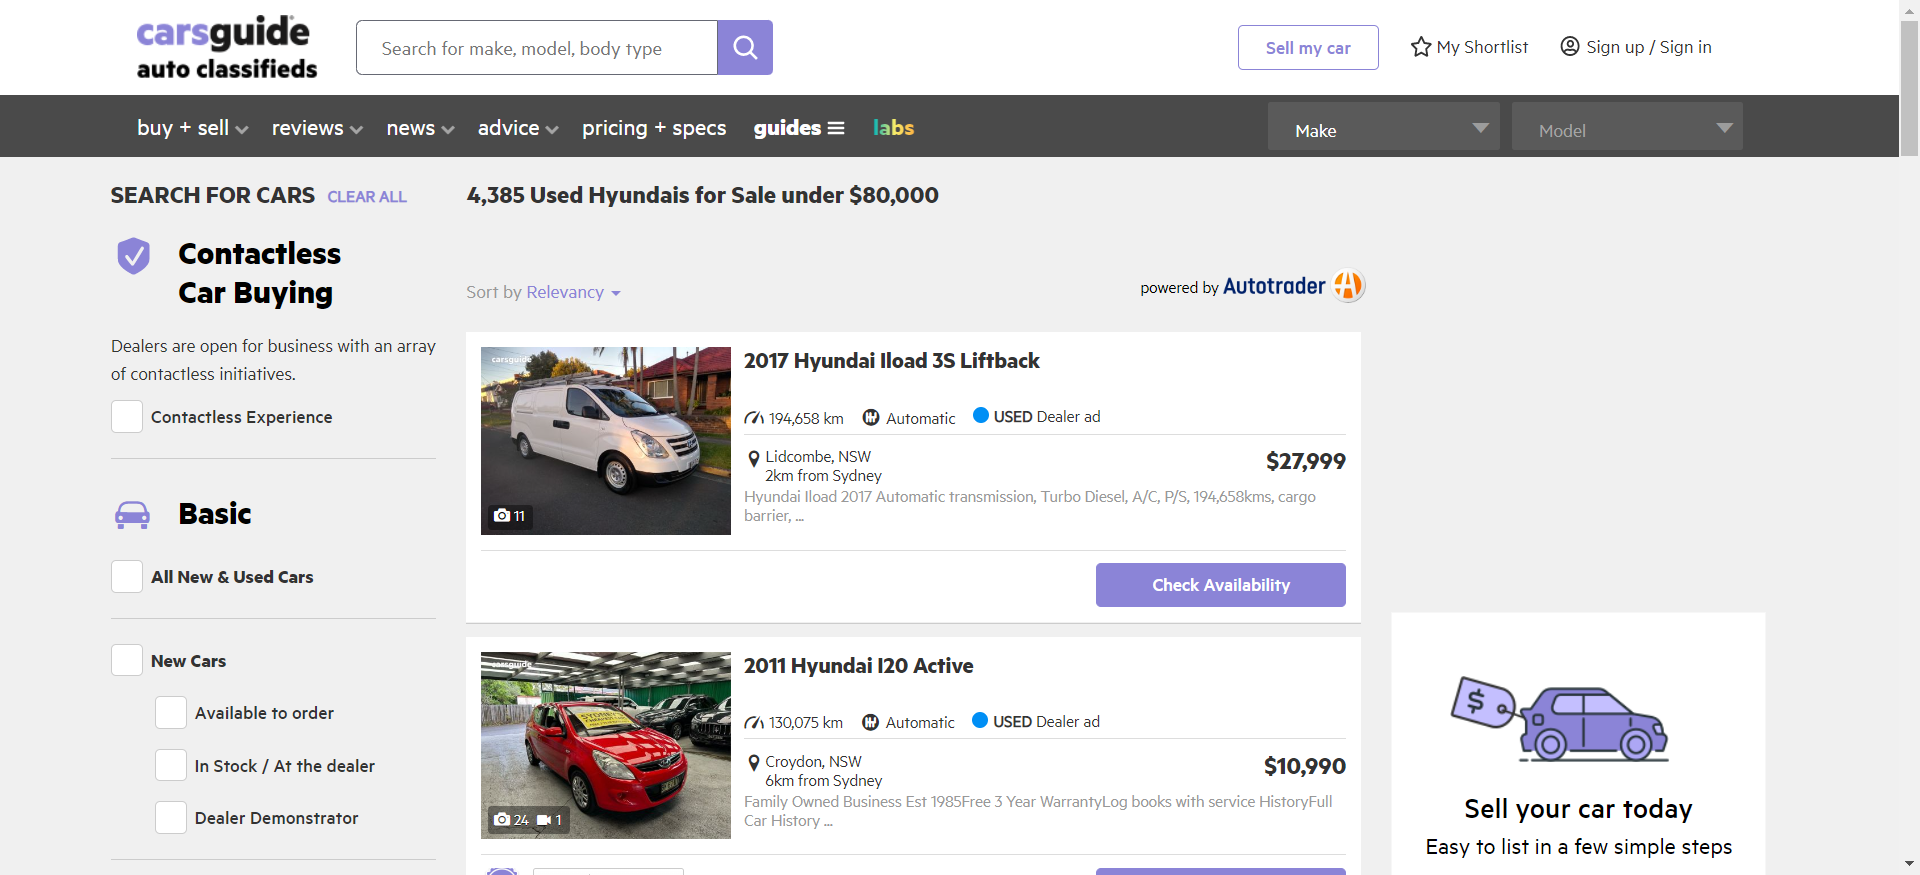 carsguide
auto classifieds
Search for make, model, body type
Sell my car
My Shortlist
Sign up / Sign in
buy + sell
reviews
news
advice
pricing + specs
guides
labs
Make
Model
SEARCH FOR CARS CLEAR ALL
Contactless
Car Buying
Dealers are open for business with an array
of contactless initiatives.
Contactless Experience
Basic
All New & Used Cars
New Cars
Available to order
In Stock / At the dealer
Dealer Demonstrator
4,385 Used Hyundais for Sale under $80,000
Sort by Relevancy
powered by Autotrader
carsguide
11
2017 Hyundai Iload 3S Liftback
194,658 km Automatic USED Dealer ad
Lidcombe, NSW
2km from Sydney
$27,999
Hyundai Iload 2017 Automatic transmission, Turbo Diesel, A/C, P/S, 194,658kms, cargo
barrier, ...
Check Availability
carsguide
24 1
2011 Hyundai I20 Active
130,075 km Automatic USED Dealer ad
Croydon, NSW
6km from Sydney
$10,990
Family Owned Business Est 1985Free 3 Year WarrantyLog books with service HistoryFull
Car History ...
$
Sell your car today
Easy to list in a few simple steps